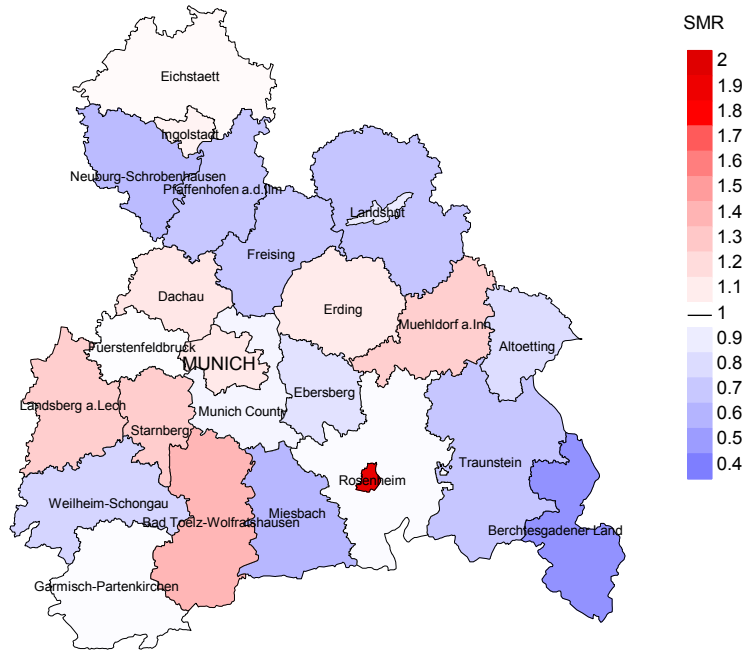 SMR
2
1.9
1.8
1.7
1.6
1.5
1.4
1.3
1.2
1.1
1
0.9
0.8
0.7
0.6
0.5
0.4
Eichstaett
Ingolstadt
Neuburg-Schrobenhausen
Pfaffenhofen a.d.Ilm
Landshut
Freising
Dachau
Erding
Muehldorf a.Inn
Fuerstenfeldbruck
MUNICH
Altoetting
Ebersberg
Landsberg a.Lech
Munich County
Starnberg
Traunstein
Rosenheim
Weilheim-Schongau
Miesbach
Bad Toelz-Wolfratshausen
Berchtesgadener Land
Garmisch-Partenkirchen